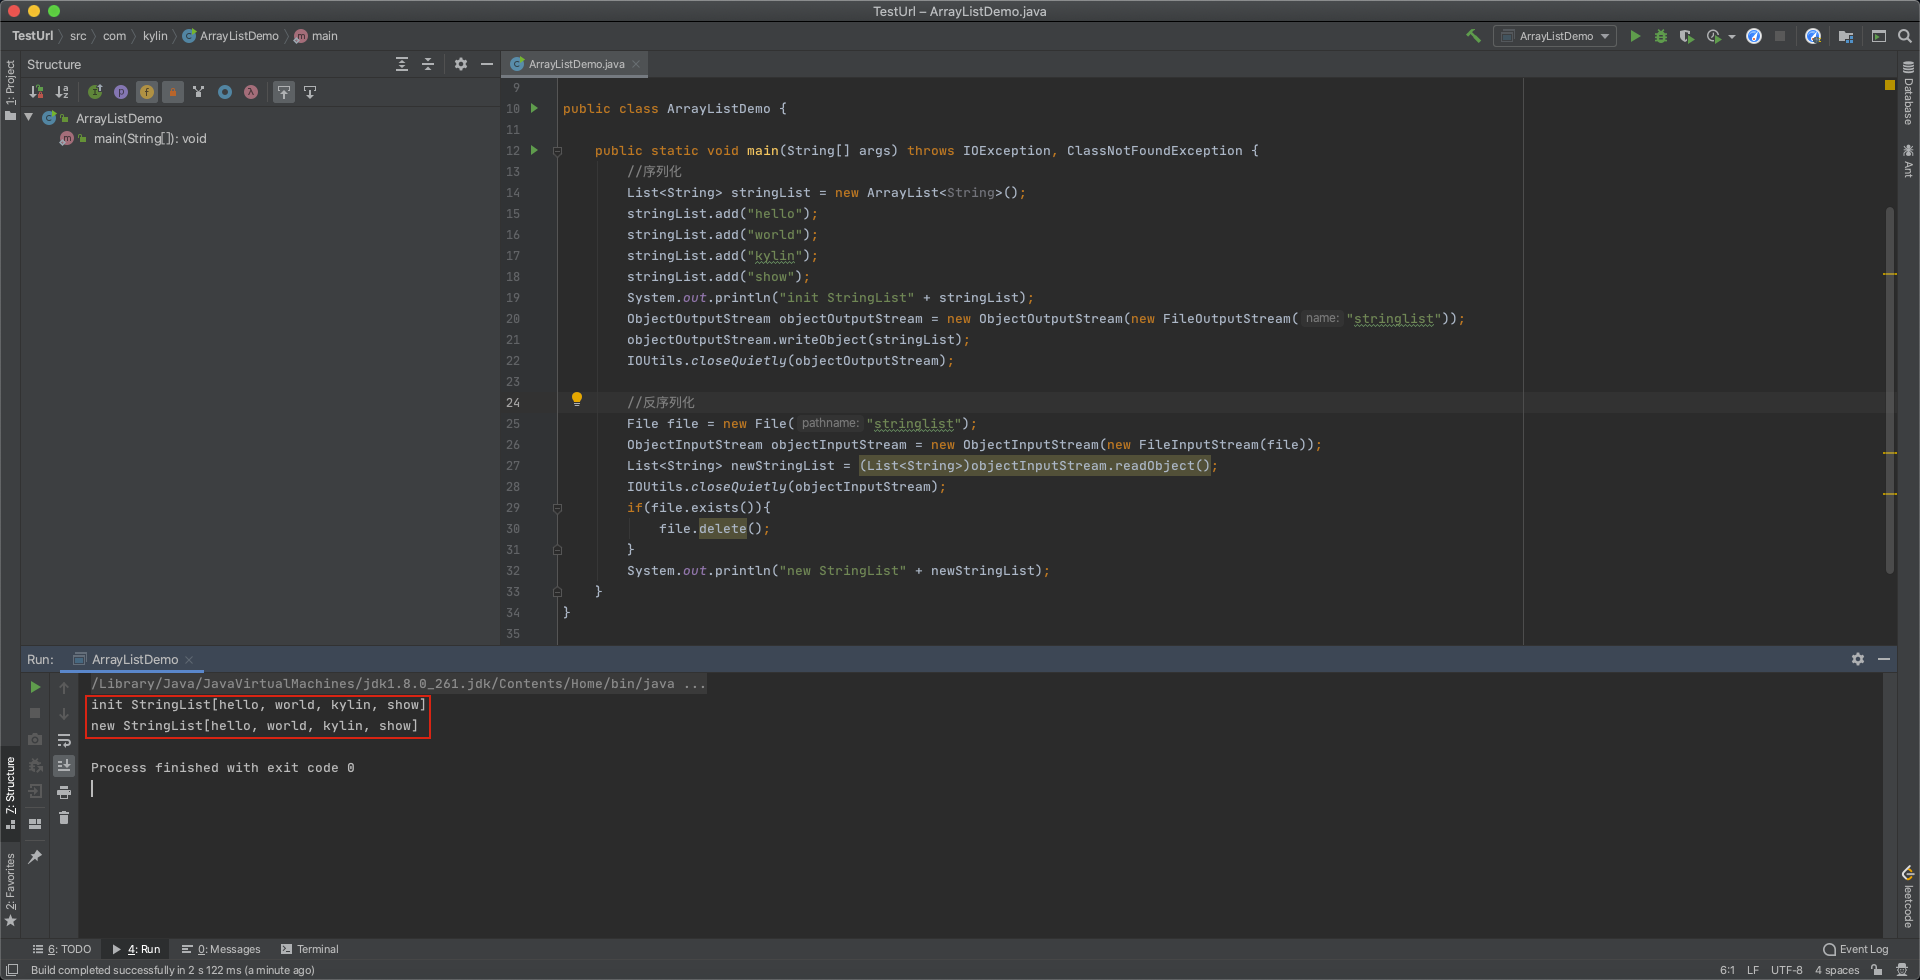 TestUrl – ArrayListDemo.java
TestUrl src com kylin ArrayListDemo main
ArrayListDemo
1: Project
Structure
ArrayListDemo
main(String[]): void
ArrayListDemo.java
9
10 public class ArrayListDemo {
11
12 public static void main(String[] args) throws IOException, ClassNotFoundException {
13 //序列化
14 List<String> stringList = new ArrayList<String>();
15 stringList.add("hello");
16 stringList.add("world");
17 stringList.add("kylin");
18 stringList.add("show");
19 System.out.println("init StringList" + stringList);
20 ObjectOutputStream objectOutputStream = new ObjectOutputStream(new FileOutputStream( name: "stringlist"));
21 objectOutputStream.writeObject(stringList);
22 IOUtils.closeQuietly(objectOutputStream);
23
24 //反序列化
25 File file = new File( pathname: "stringlist");
26 ObjectInputStream objectInputStream = new ObjectInputStream(new FileInputStream(file));
27 List<String> newStringList = (List<String>)objectInputStream.readObject();
28 IOUtils.closeQuietly(objectInputStream);
29 if(file.exists()){
30 file.delete();
31 }
32 System.out.println("new StringList" + newStringList);
33 }
34 }
35
Database
Ant
leetcode
Run: ArrayListDemo
/Library/Java/JavaVirtualMachines/jdk1.8.0_261.jdk/Contents/Home/bin/java ...
init StringList[hello, world, kylin, show]
new StringList[hello, world, kylin, show]
Process finished with exit code 0
Z: Structure
2: Favorites
6: TODO 4: Run 0: Messages Terminal Event Log
Build completed successfully in 2 s 122 ms (a minute ago) 6:1 LF UTF-8 4 spaces